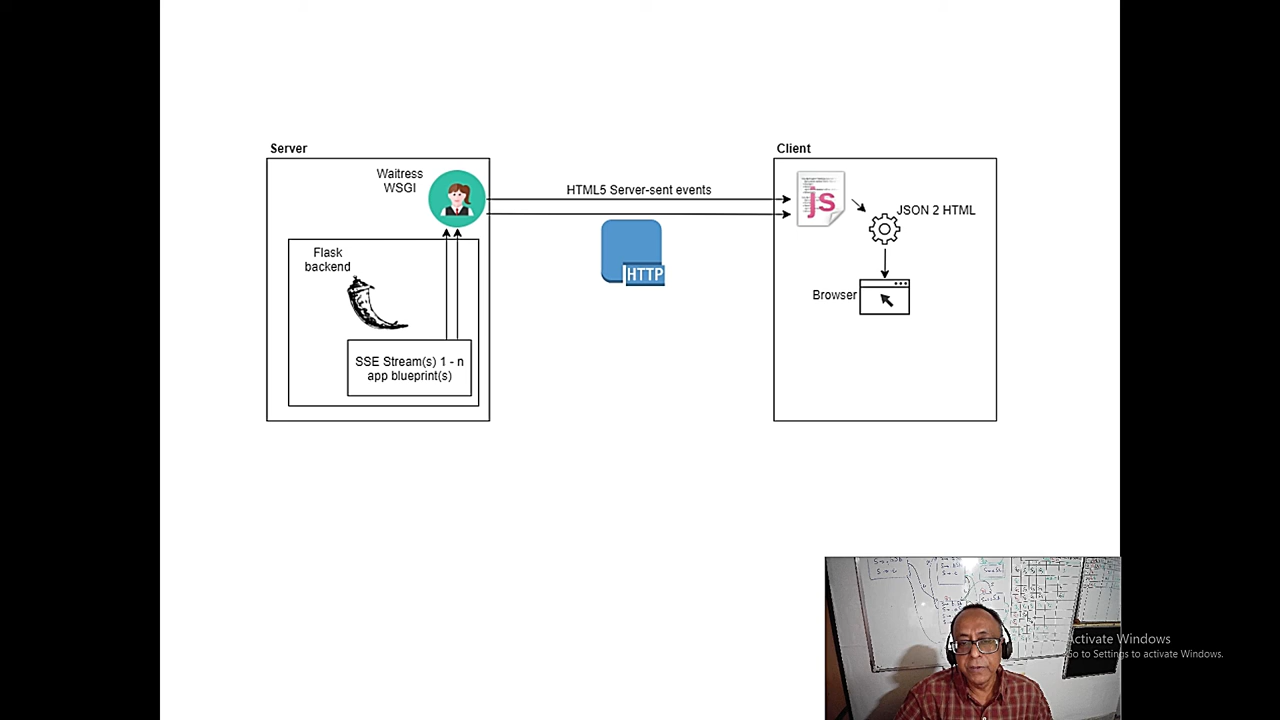 Server
Client
Waitress
WSGI
HTML5 Server-sent events
js
JSON 2 HTML
HTTP
Flask
backend
Browser
SSE Stream(s) 1 - n
app blueprint(s)
Activate Windows
Go to Settings to activate Windows.